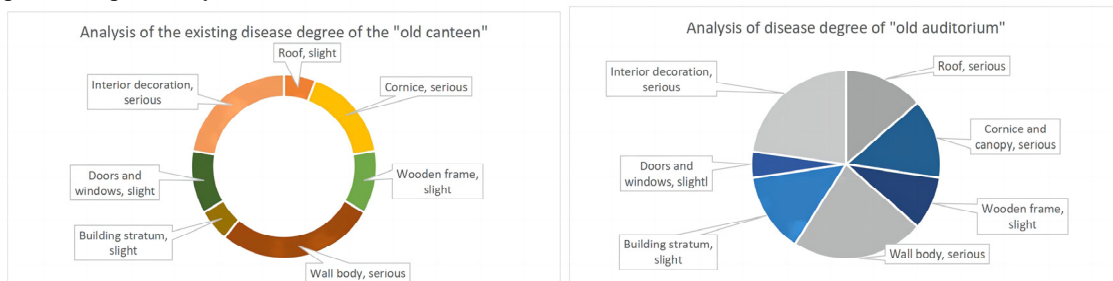 Analysis of the existing disease degree of the "old canteen"
Roof, slight
Interior decoration,
serious
Cornice, serious
Doors and
windows, slight
Wooden frame,
slight
Building stratum,
slight
Wall body, serious
Analysis of disease degree of "old auditorium"
Roof, serious
Interior decoration,
serious
Cornice and
canopy, serious
Doors and
windows, slightl
Wooden frame,
slight
Building stratum,
slight
Wall body, serious